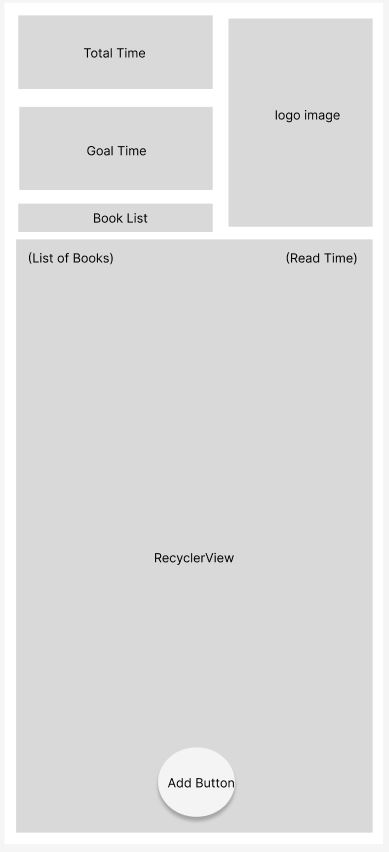 Total Time
logo image
Goal Time
Book List
(List of Books) (Read Time)
RecyclerView
Add Button